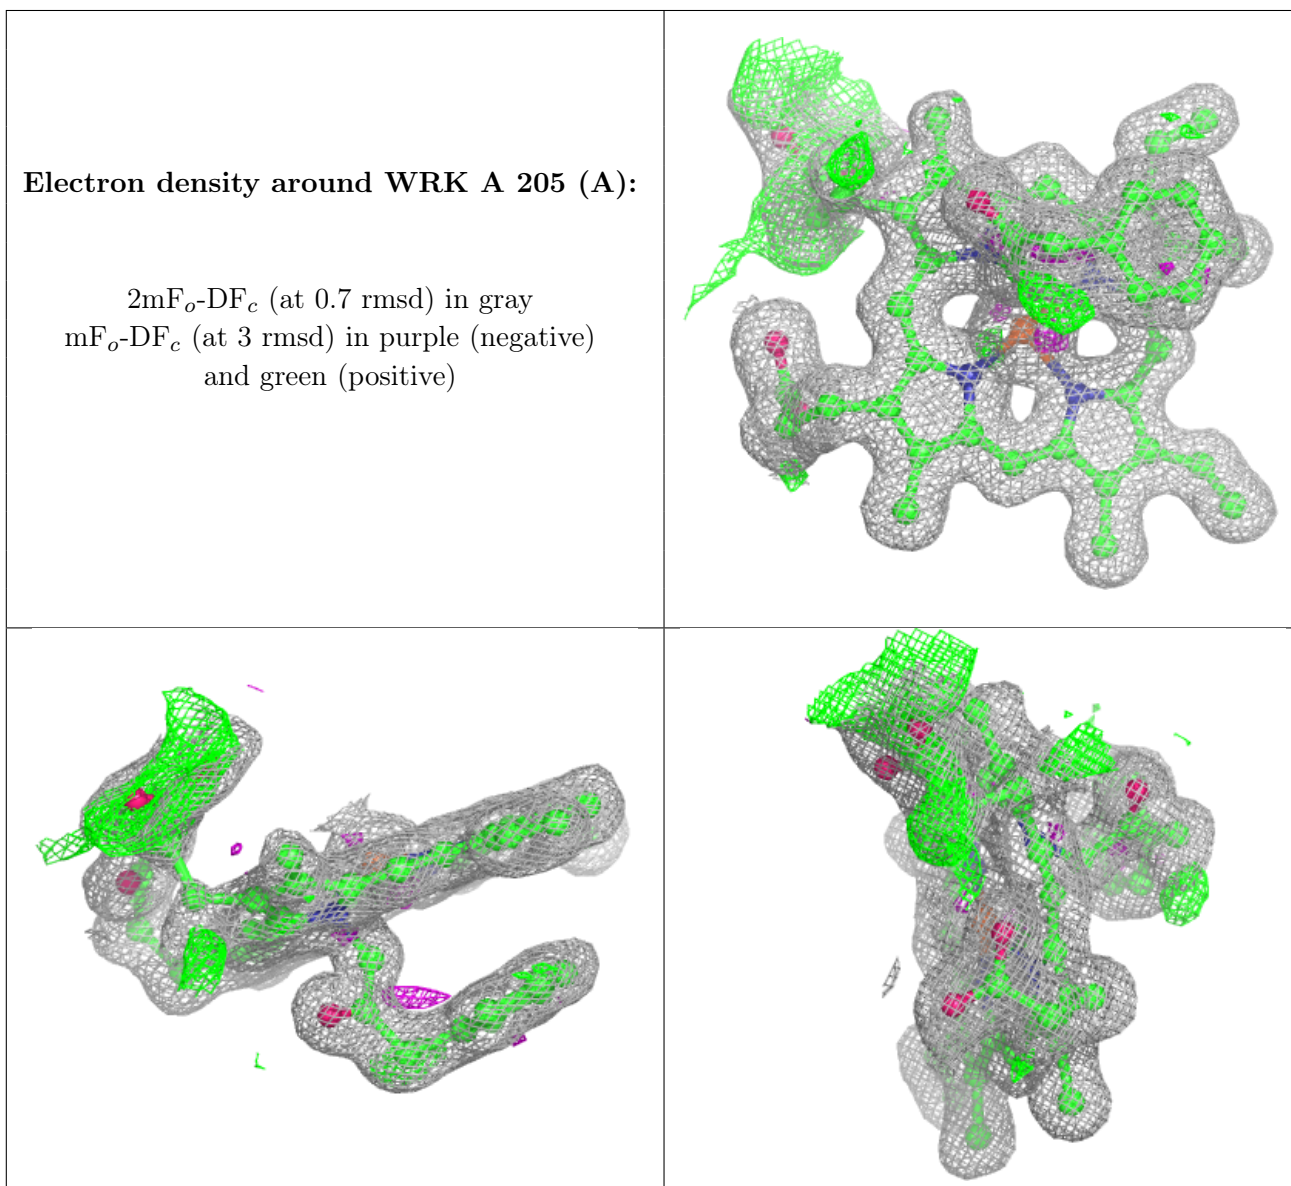 Electron density around WRK A 205 (A):
2mFₒ-DF𝒸 (at 0.7 rmsd) in gray
mFₒ-DF𝒸 (at 3 rmsd) in purple (negative)
and green (positive)